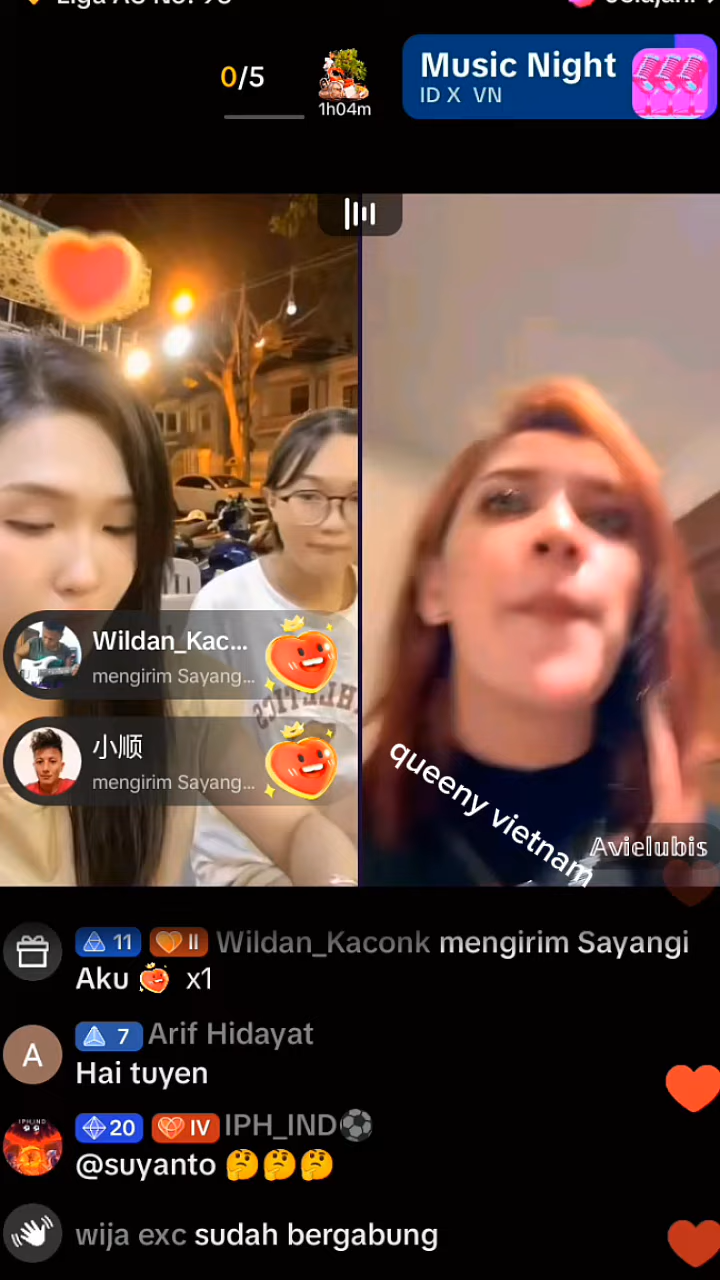 0/5
1h04m
Music Night
ID X VN
Wildan_Kac...
mengirim Sayang...
小顺
mengirim Sayang...
queeny vietnam
Avielubis
11 II Wildan_Kaconk mengirim Sayangi
Aku x1
7 Arif Hidayat
A
Hai tuyen
20 IV IPH_IND⚽
@suyanto 🤔🤔🤔
wija exc sudah bergabung